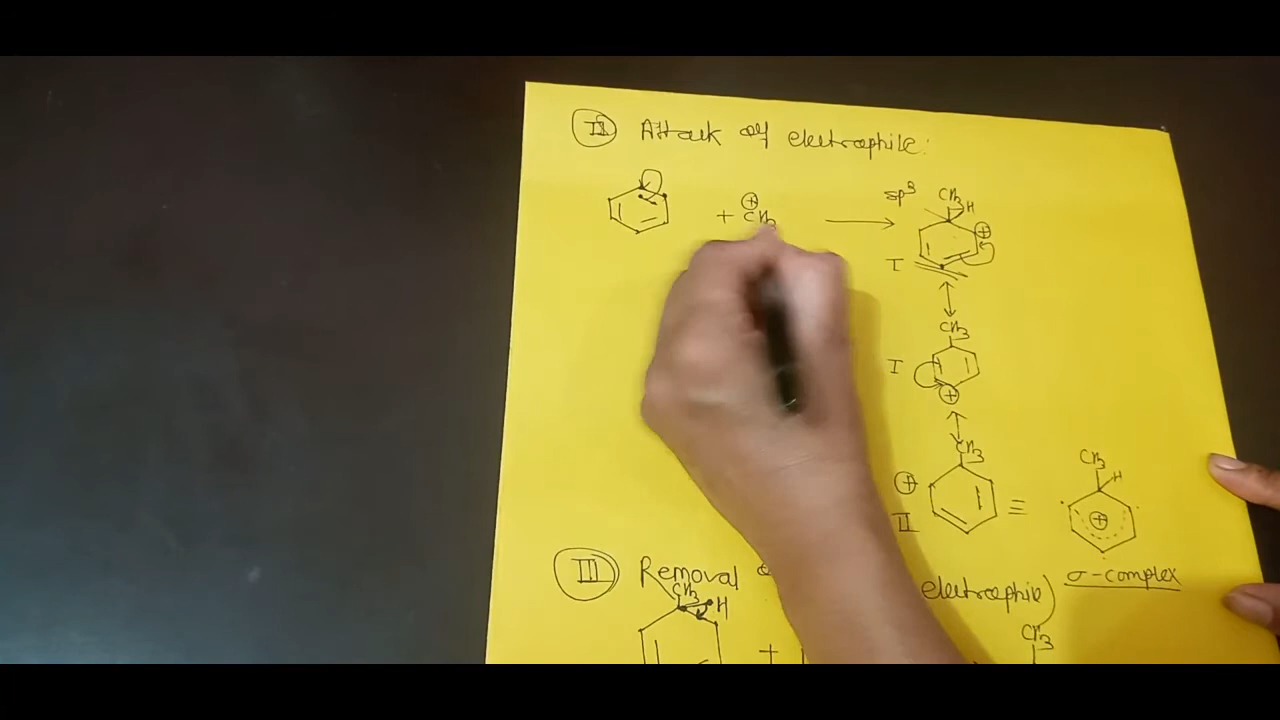 II Attack of electrophile:
+ ⊕CH3 → sp3 CH3 H ⊕
I
CH3
I ⊕
CH3
⊕
II ≡ CH3 H ⊕
σ-complex
III Removal electrophile)
CH3 H + CH3